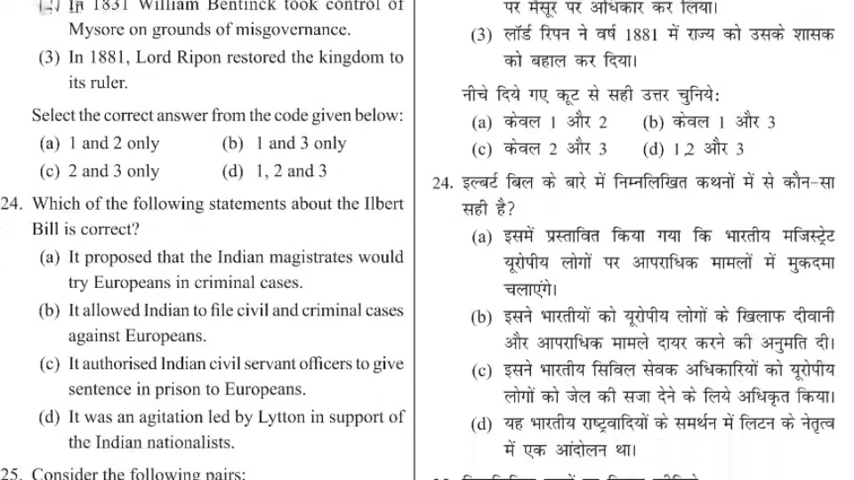 (2) In 1831 William Bentinck took control of
Mysore on grounds of misgovernance.
(3) In 1881, Lord Ripon restored the kingdom to
its ruler.
Select the correct answer from the code given below:
(a) 1 and 2 only (b) 1 and 3 only
(c) 2 and 3 only (d) 1, 2 and 3
24. Which of the following statements about the Ilbert
Bill is correct?
(a) It proposed that the Indian magistrates would
try Europeans in criminal cases.
(b) It allowed Indian to file civil and criminal cases
against Europeans.
(c) It authorised Indian civil servant officers to give
sentence in prison to Europeans.
(d) It was an agitation led by Lytton in support of
the Indian nationalists.
25. Consider the following pairs:
पर मैसूर पर अधिकार कर लिया।
(3) लॉर्ड रिपन ने वर्ष 1881 में राज्य को उसके शासक
को बहाल कर दिया।
नीचे दिये गए कूट से सही उत्तर चुनिये:
(a) केवल 1 और 2 (b) केवल 1 और 3
(c) केवल 2 और 3 (d) 1,2 और 3
24. इल्बर्ट बिल के बारे में निम्नलिखित कथनों में से कौन-सा
सही है?
(a) इसमें प्रस्तावित किया गया कि भारतीय मजिस्ट्रेट
यूरोपीय लोगों पर आपराधिक मामलों में मुकदमा
चलाएंगे।
(b) इसने भारतीयों को यूरोपीय लोगों के खिलाफ दीवानी
और आपराधिक मामले दायर करने की अनुमति दी।
(c) इसने भारतीय सिविल सेवक अधिकारियों को यूरोपीय
लोगों को जेल की सजा देने के लिये अधिकृत किया।
(d) यह भारतीय राष्ट्रवादियों के समर्थन में लिटन के नेतृत्व
में एक आंदोलन था।